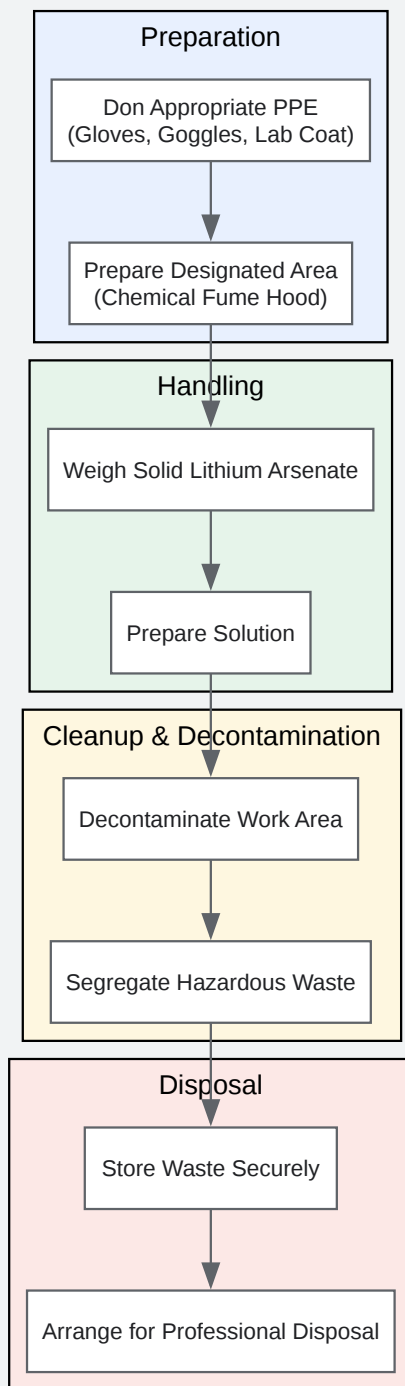 Preparation
Don Appropriate PPE
(Gloves, Goggles, Lab Coat)
Prepare Designated Area
(Chemical Fume Hood)
Handling
Weigh Solid Lithium Arsenate
Prepare Solution
Cleanup & Decontamination
Decontaminate Work Area
Segregate Hazardous Waste
Disposal
Store Waste Securely
Arrange for Professional Disposal